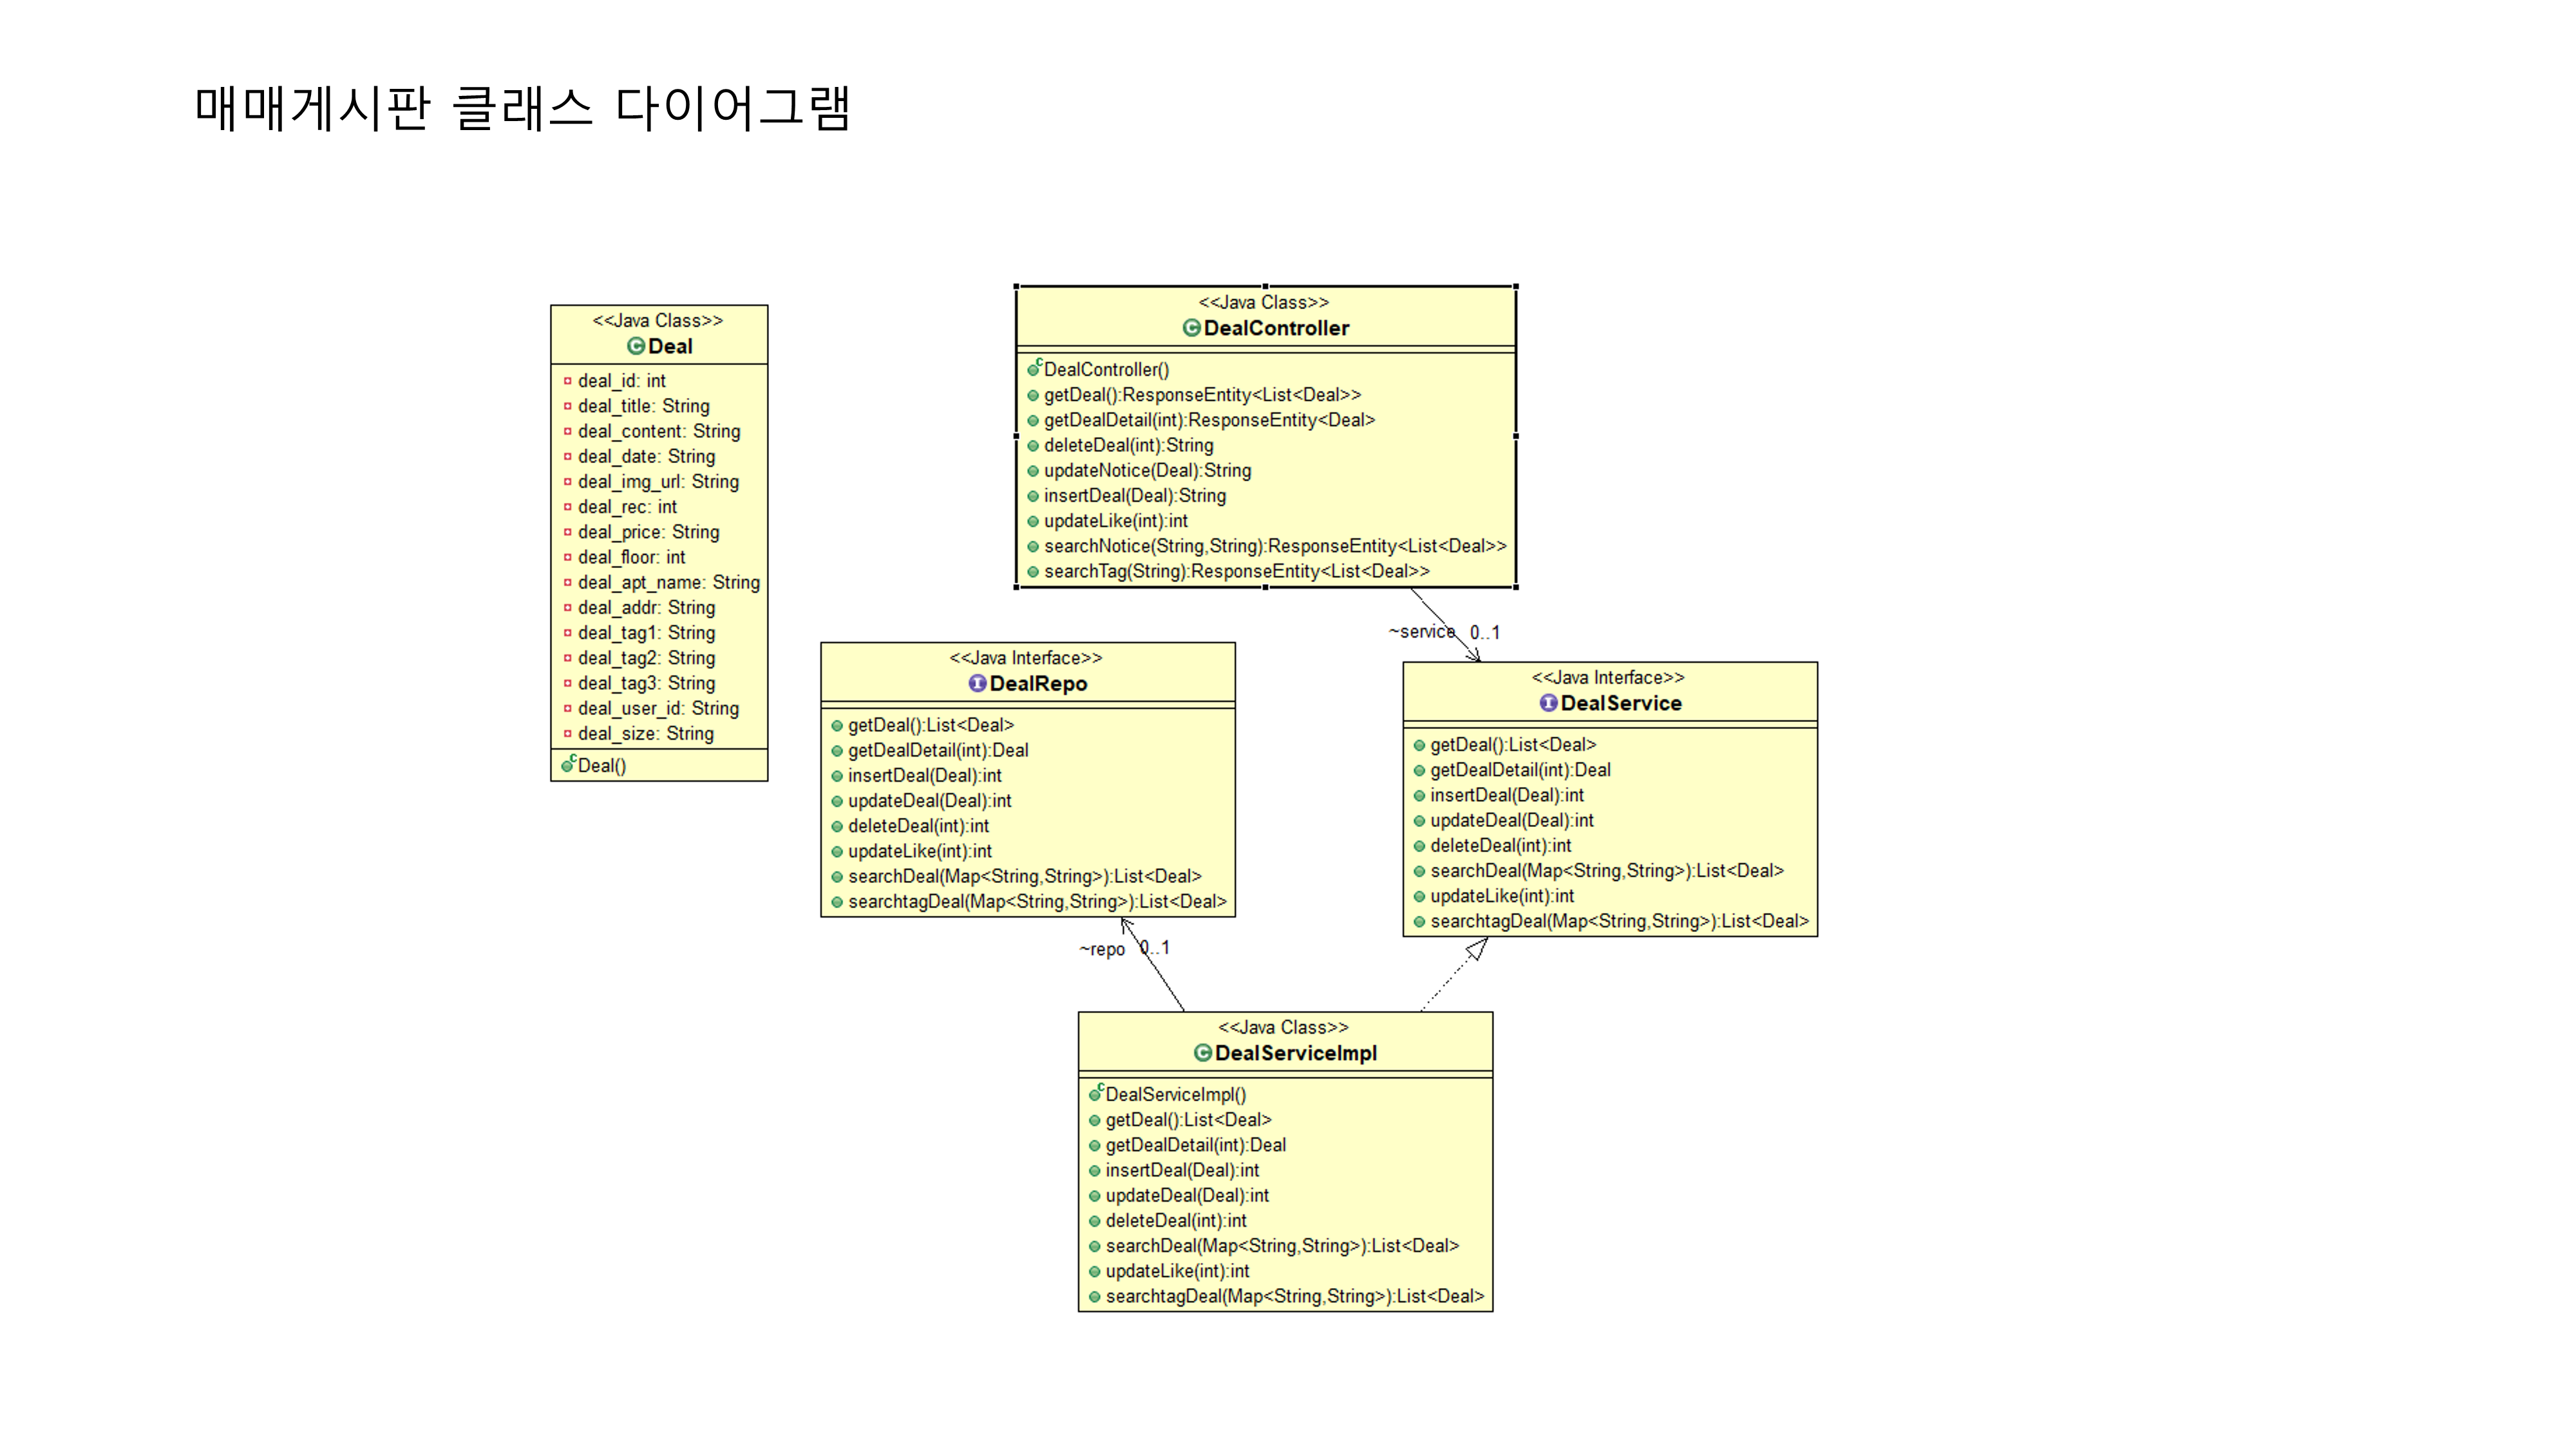 매매게시판 클래스 다이어그램
<<Java Class>>
Deal
deal_id: int
deal_title: String
deal_content: String
deal_date: String
deal_img_url: String
deal_rec: int
deal_price: String
deal_floor: int
deal_apt_name: String
deal_addr: String
deal_tag1: String
deal_tag2: String
deal_tag3: String
deal_user_id: String
deal_size: String
Deal()
<<Java Class>>
DealController
DealController()
getDeal():ResponseEntity<List<Deal>>
getDealDetail(int):ResponseEntity<Deal>
deleteDeal(int):String
updateNotice(Deal):String
insertDeal(Deal):String
updateLike(int):int
searchNotice(String,String):ResponseEntity<List<Deal>>
searchTag(String):ResponseEntity<List<Deal>>
~service 0..1
<<Java Interface>>
DealRepo
getDeal():List<Deal>
getDealDetail(int):Deal
insertDeal(Deal):int
updateDeal(Deal):int
deleteDeal(int):int
updateLike(int):int
searchDeal(Map<String,String>):List<Deal>
searchtagDeal(Map<String,String>):List<Deal>
~repo 0..1
<<Java Interface>>
DealService
getDeal():List<Deal>
getDealDetail(int):Deal
insertDeal(Deal):int
updateDeal(Deal):int
deleteDeal(int):int
searchDeal(Map<String,String>):List<Deal>
updateLike(int):int
searchtagDeal(Map<String,String>):List<Deal>
<<Java Class>>
DealServiceImpl
DealServiceImpl()
getDeal():List<Deal>
getDealDetail(int):Deal
insertDeal(Deal):int
updateDeal(Deal):int
deleteDeal(int):int
searchDeal(Map<String,String>):List<Deal>
updateLike(int):int
searchtagDeal(Map<String,String>):List<Deal>